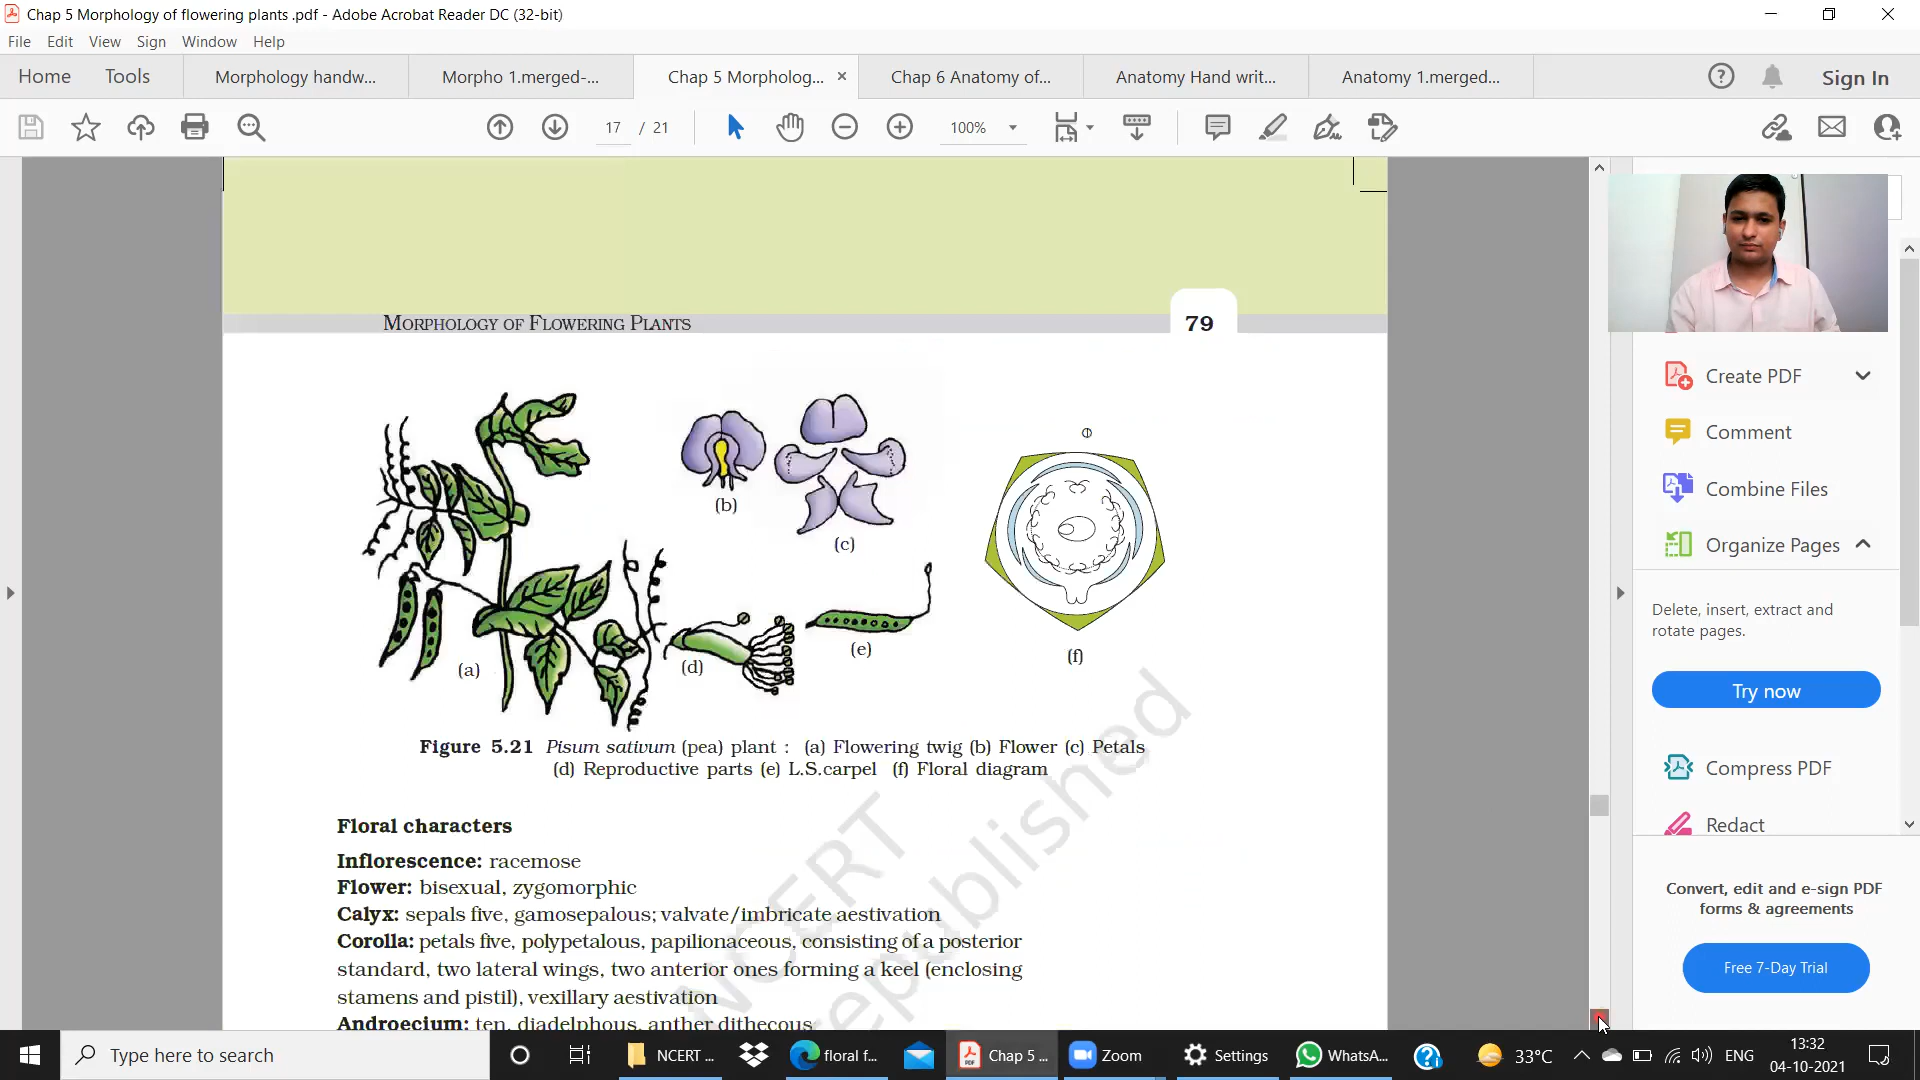 Chap 5 Morphology of flowering plants .pdf - Adobe Acrobat Reader DC (32-bit)
File Edit View Sign Window Help
Home Tools Morphology handw... Morpho 1.merged-... Chap 5 Morpholog... × Chap 6 Anatomy of... Anatomy Hand writ... Anatomy 1.merged... Sign In
17 / 21 100%
MORPHOLOGY OF FLOWERING PLANTS 79
(a)
(b)
(c)
(d)
(e)
(f)
Figure 5.21 Pisum sativum (pea) plant : (a) Flowering twig (b) Flower (c) Petals
(d) Reproductive parts (e) L.S.carpel (f) Floral diagram
Floral characters
Inflorescence: racemose
Flower: bisexual, zygomorphic
Calyx: sepals five, gamosepalous; valvate/imbricate aestivation
Corolla: petals five, polypetalous, papilionaceous, consisting of a posterior
standard, two lateral wings, two anterior ones forming a keel (enclosing
stamens and pistil), vexillary aestivation
Androecium: ten, diadelphous, anther dithecous
NCERT
republished
Create PDF
Comment
Combine Files
Organize Pages
Delete, insert, extract and
rotate pages.
Try now
Compress PDF
Redact
Convert, edit and e-sign PDF
forms & agreements
Free 7-Day Trial
Type here to search NCERT ... floral f... Chap 5 ... Zoom Settings WhatsA... 33°C ENG
13:32
04-10-2021